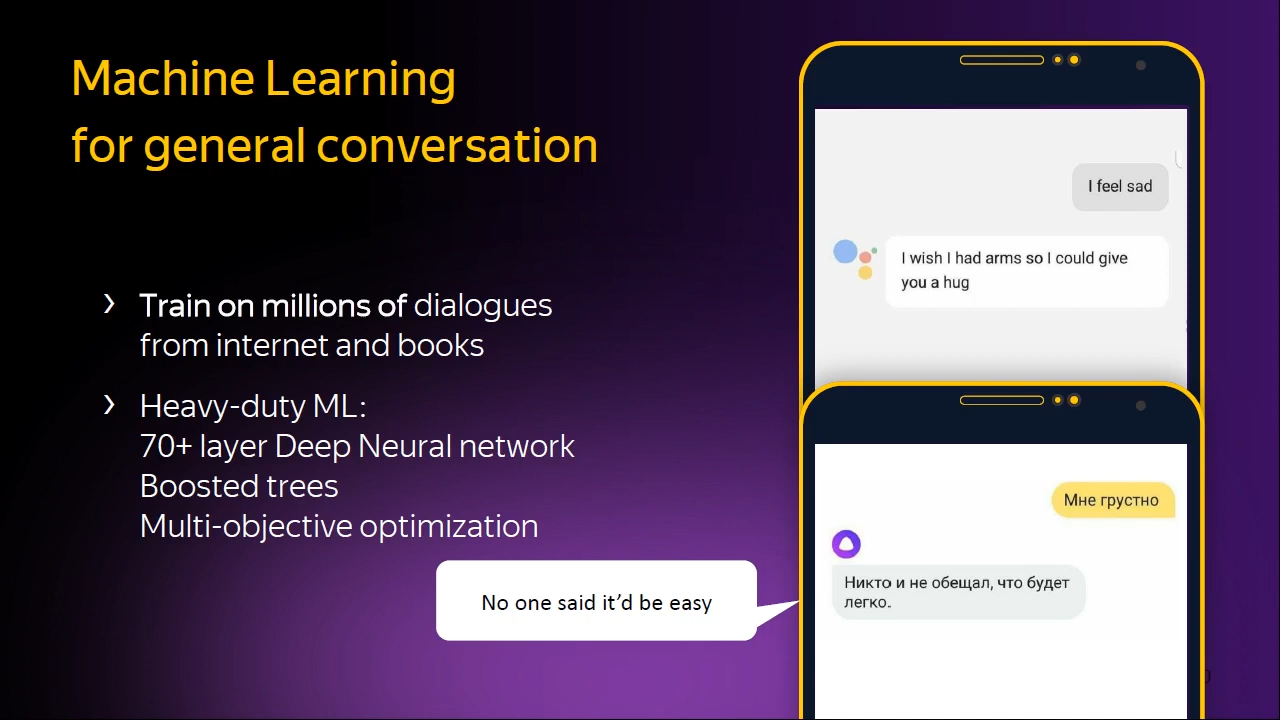 Machine Learning
for general conversation
› Train on millions of dialogues
from internet and books
› Heavy-duty ML:
70+ layer Deep Neural network
Boosted trees
Multi-objective optimization
No one said it’d be easy
I feel sad
I wish I had arms so I could give
you a hug
Мне грустно
Никто и не обещал, что будет
легко.